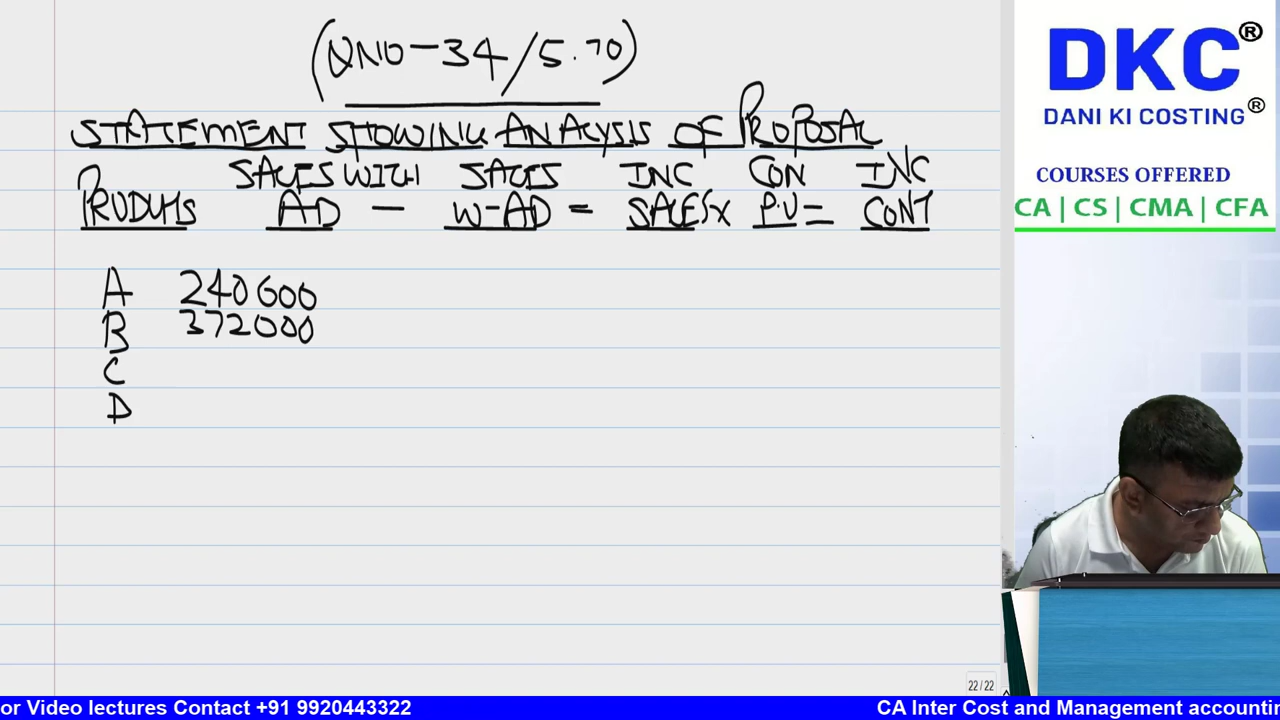 (QNO-34/5.70)
STATEMENT SHOWING ANALYSIS OF PROPOSAL
PRODUCTS SALES WITH AD - SALES W-AD = INC SALES x CON P.U = INC CONT
A 240600
B 372000
C
D
22/22
DKC®
DANI KI COSTING®
COURSES OFFERED
CA | CS | CMA | CFA
or Video lectures Contact +91 9920443322
CA Inter Cost and Management accountin